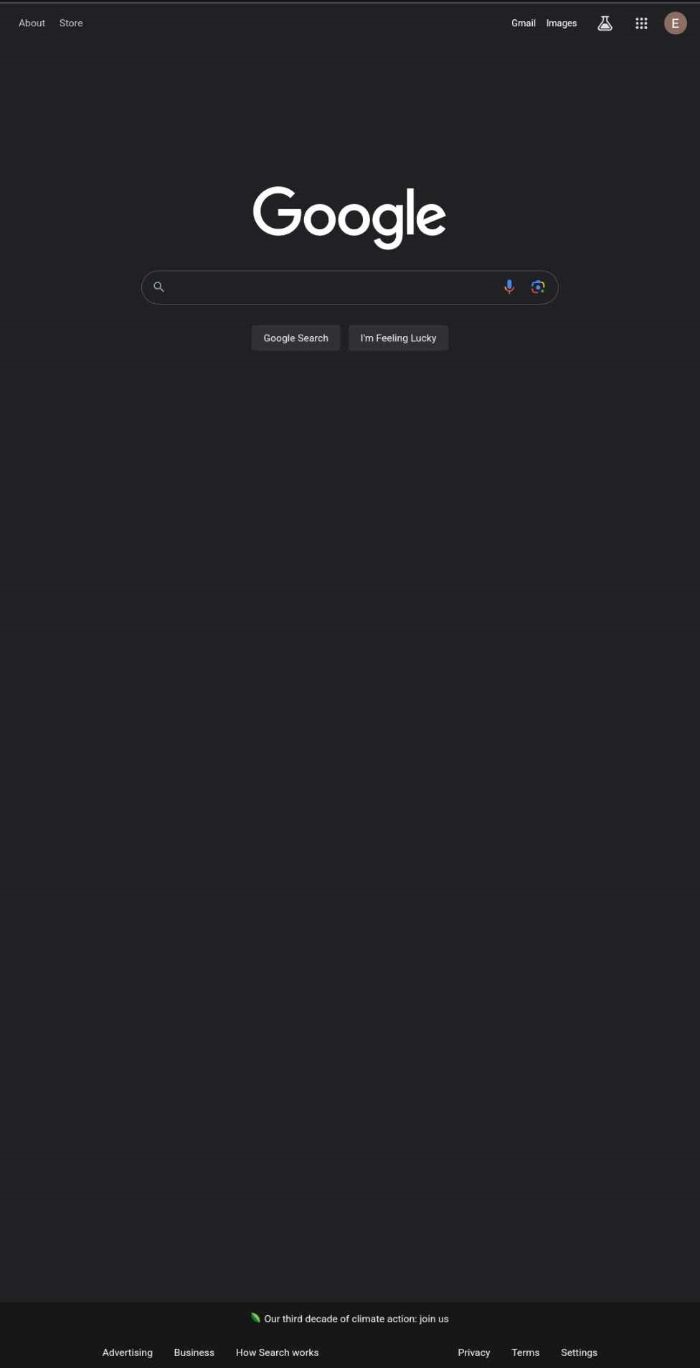 About Store Gmail Images E
Google
Google Search I'm Feeling Lucky
Our third decade of climate action: join us
Advertising Business How Search works Privacy Terms Settings